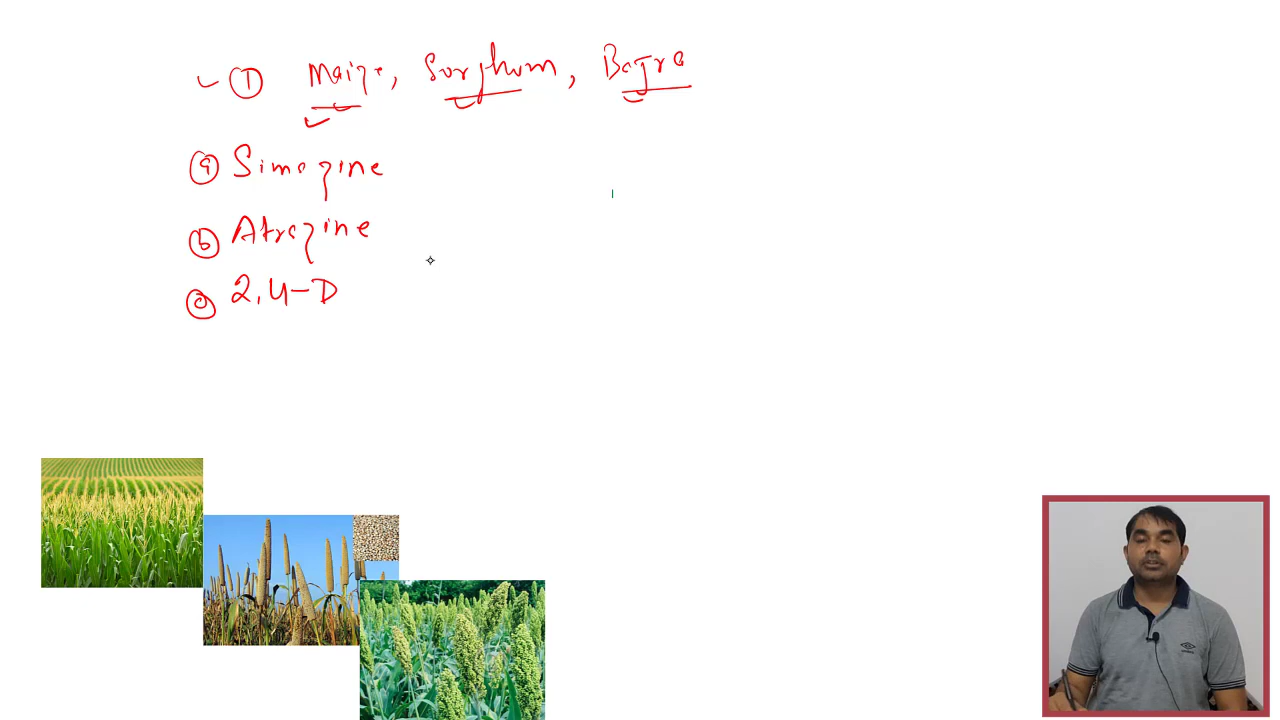 ① Maize, Sorghum, Bajra
ⓐ Simazine
ⓑ Atrazine
ⓒ 2,4-D